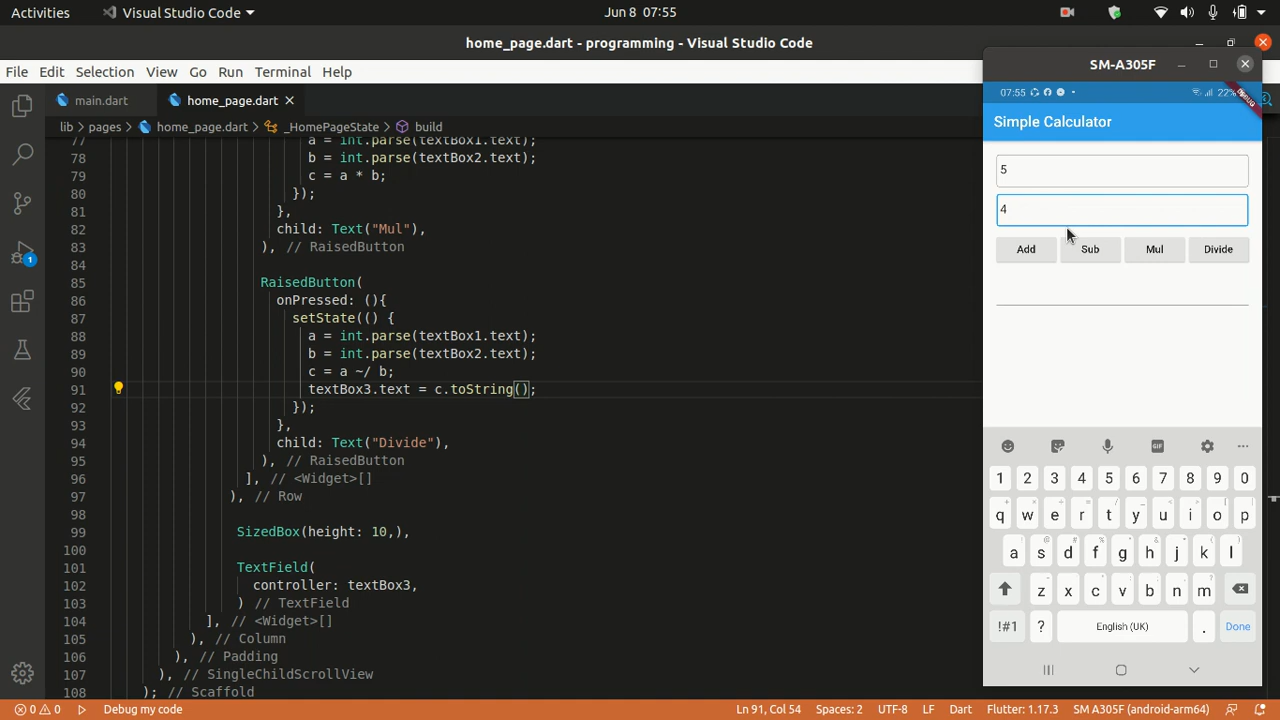 Activities
Visual Studio Code
Jun 8 07:55
home_page.dart - programming - Visual Studio Code
File Edit Selection View Go Run Terminal Help
main.dart
home_page.dart
lib > pages > home_page.dart > _HomePageState > build
77 a = int.parse(textBox1.text);
78 b = int.parse(textBox2.text);
79 c = a * b;
80 });
81 },
82 child: Text("Mul"),
83 ), // RaisedButton
84
85 RaisedButton(
86 onPressed: (){
87 setState(() {
88 a = int.parse(textBox1.text);
89 b = int.parse(textBox2.text);
90 c = a ~/ b;
91 textBox3.text = c.toString();
92 });
93 },
94 child: Text("Divide"),
95 ), // RaisedButton
96 ], // <Widget>[]
97 ), // Row
98
99 SizedBox(height: 10,),
100
101 TextField(
102 controller: textBox3,
103 ) // TextField
104 ], // <Widget>[]
105 ), // Column
106 ), // Padding
107 ), // SingleChildScrollView
108 ); // Scaffold
1
0 0
Debug my code
Ln 91, Col 54
Spaces: 2
UTF-8
LF
Dart
Flutter: 1.17.3
SM A305F (android-arm64)
SM-A305F
07:55
22%
DEBUG
Simple Calculator
5
4
Add Sub Mul Divide
GIF
1 2 3 4 5 6 7 8 9 0
q w e r t y u i o p
a s d f g h j k l
z x c v b n m
!#1 ? English (UK) . Done